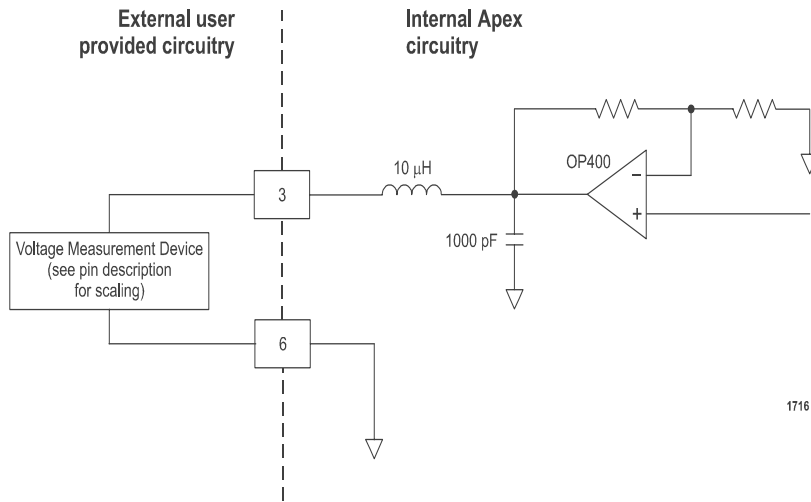 External user
provided circuitry
Internal Apex
circuitry
OP400
10 μH
3
1000 pF
Voltage Measurement Device
(see pin description
for scaling)
6
1716
−
+